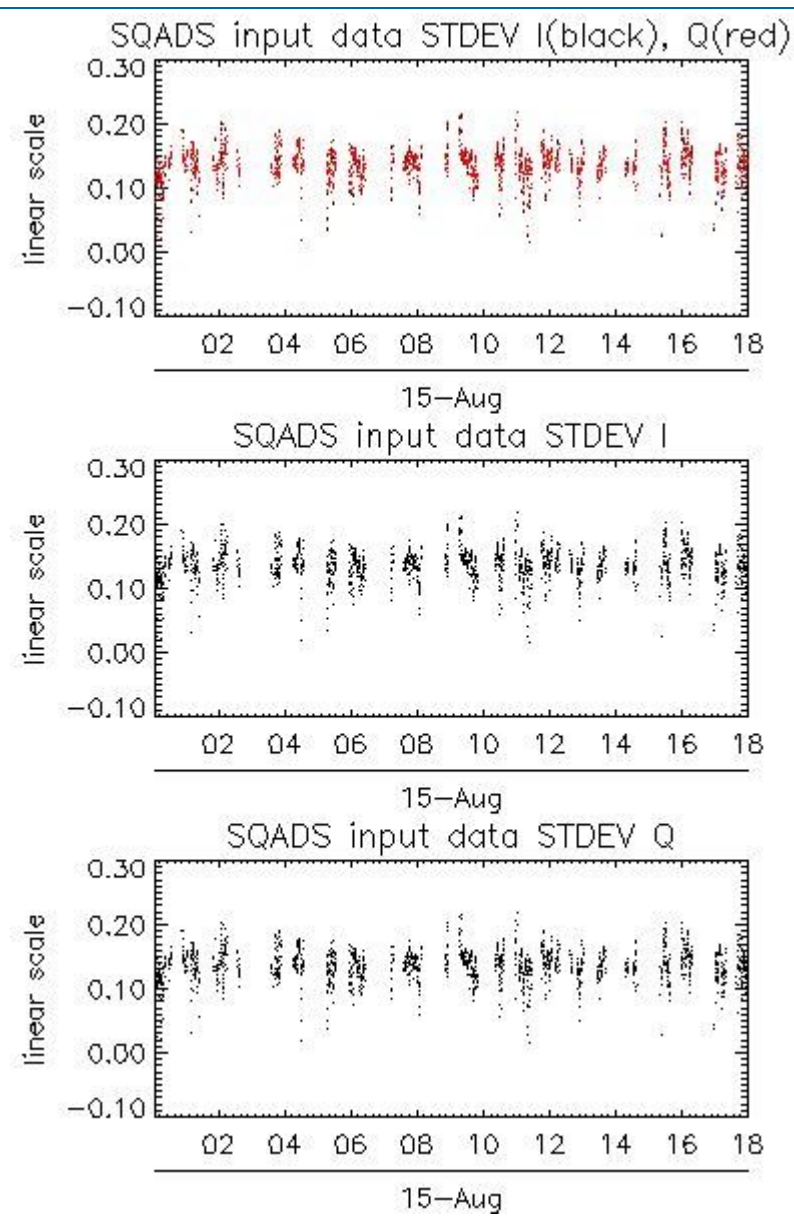 SQADS input data STDEV I(black), Q(red)
0.30
0.20
0.10
0.00
-0.10
linear scale
02 04 06 08 10 12 14 16 18
15-Aug
SQADS input data STDEV I
0.30
0.20
0.10
0.00
-0.10
linear scale
02 04 06 08 10 12 14 16 18
15-Aug
SQADS input data STDEV Q
0.30
0.20
0.10
0.00
-0.10
linear scale
02 04 06 08 10 12 14 16 18
15-Aug